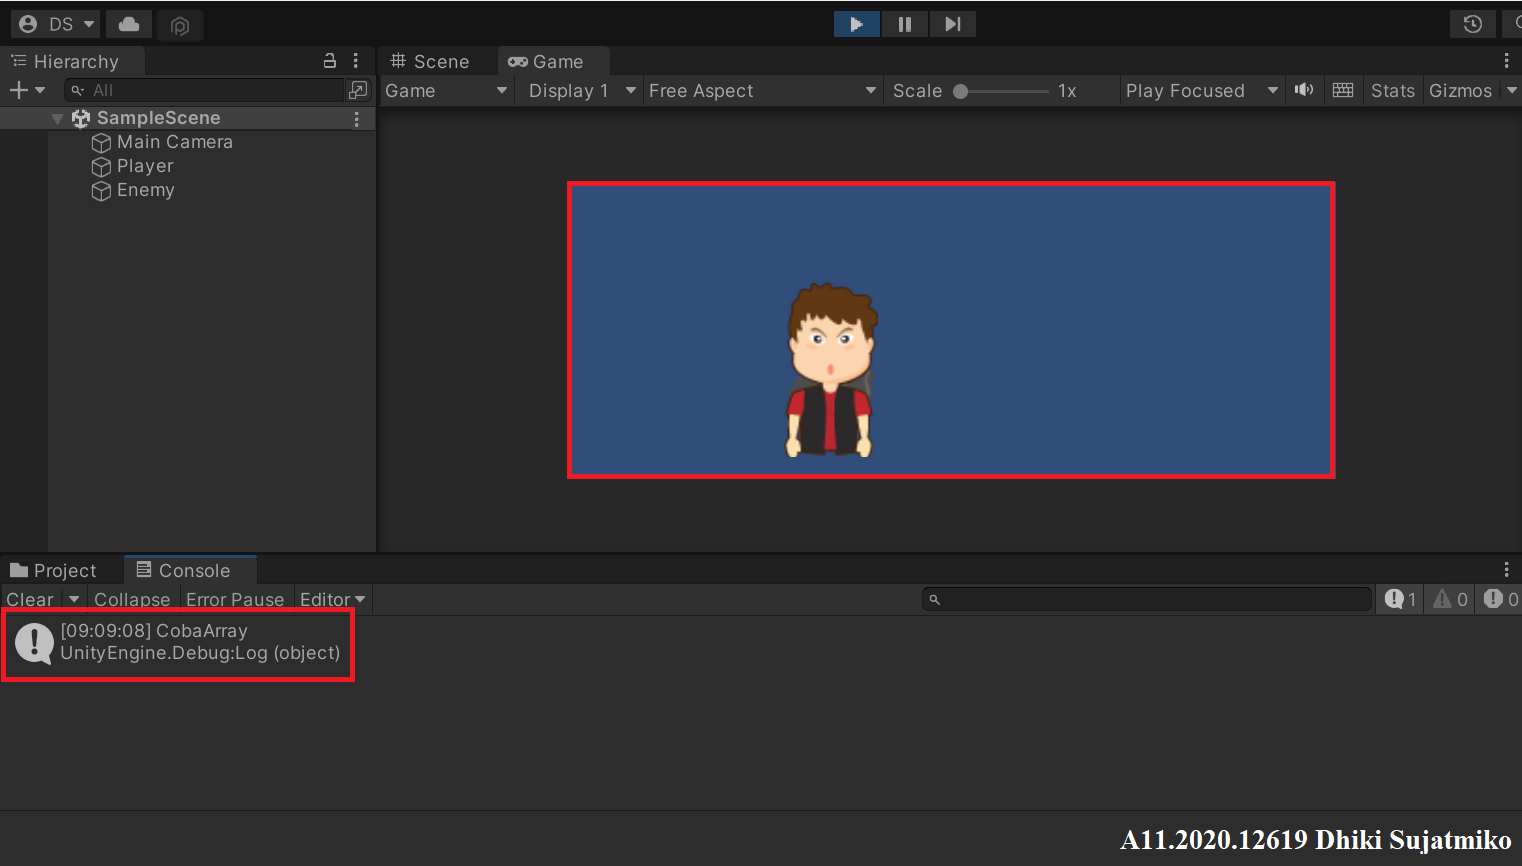 DS
Hierarchy
All
SampleScene
Main Camera
Player
Enemy
Scene Game
Game Display 1 Free Aspect Scale 1x Play Focused Stats Gizmos
Project Console
Clear Collapse Error Pause Editor 1 0 0
[09:09:08] CobaArray
UnityEngine.Debug:Log (object)
A11.2020.12619 Dhiki Sujatmiko